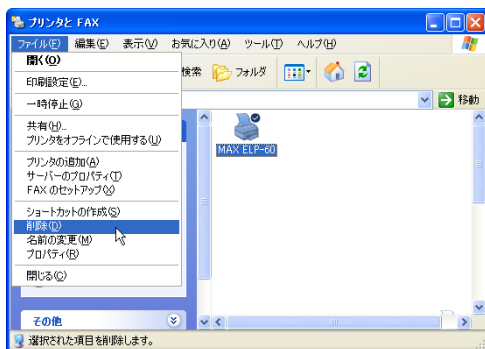 プリンタと FAX
ファイル(F) 編集(E) 表示(V) お気に入り(A) ツール(T) ヘルプ(H)
開く(O)
印刷設定(E)...
一時停止(G)
共有(H)...
プリンタをオフラインで使用する(U)
プリンタの追加(A)
サーバーのプロパティ(T)
FAX のセットアップ(X)
ショートカットの作成(S)
削除(D)
名前の変更(M)
プロパティ(R)
閉じる(C)
検索 フォルダ
移動
MAX ELP-60
その他
選択された項目を削除します。